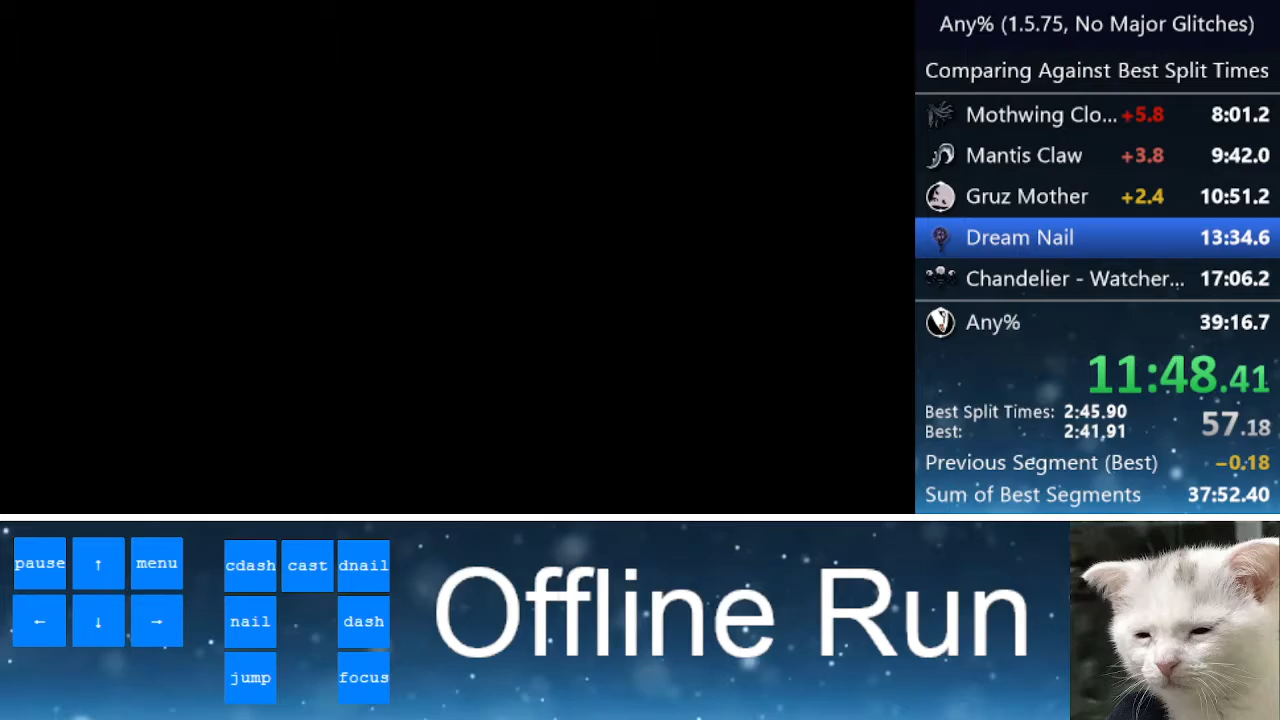 Any% (1.5.75, No Major Glitches)
Comparing Against Best Split Times
Mothwing Clo... +5.8 8:01.2
Mantis Claw +3.8 9:42.0
Gruz Mother +2.4 10:51.2
Dream Nail 13:34.6
Chandelier - Watcher... 17:06.2
Any% 39:16.7
11:48.41
Best Split Times: 2:45.90
Best: 2:41.91
57.18
Previous Segment (Best) −0.18
Sum of Best Segments 37:52.40
pause ↑ menu
← ↓ →
cdash cast dnail
nail dash
jump focus
Offline Run